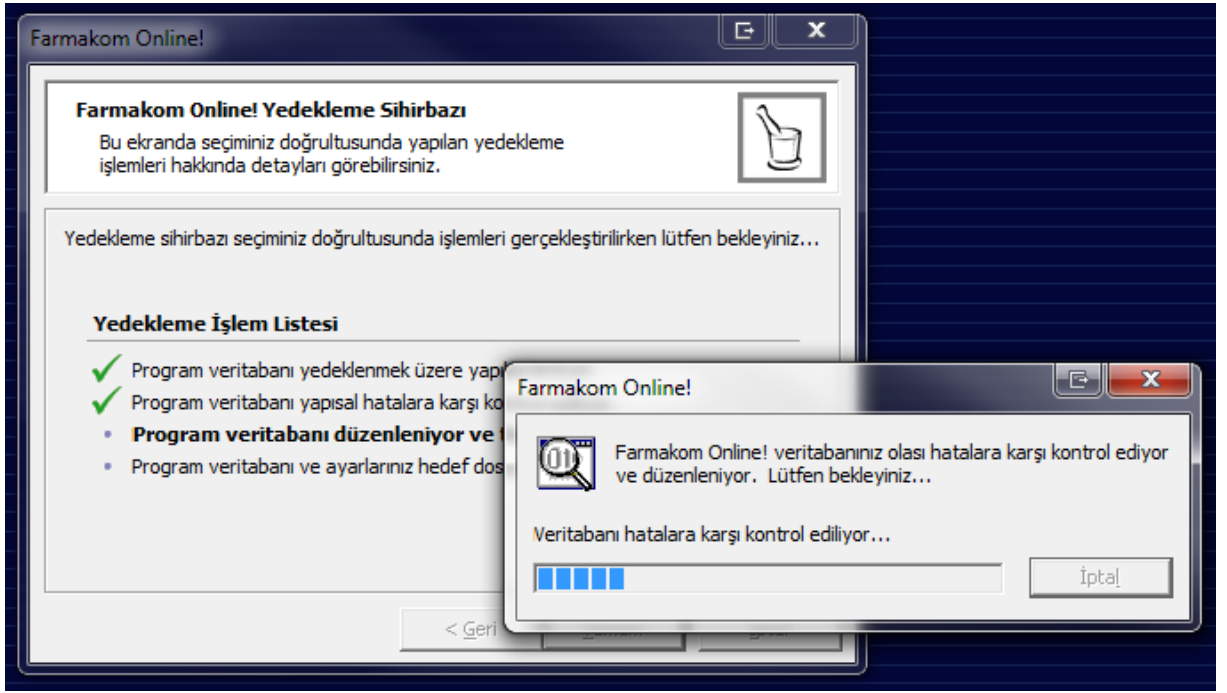 Farmakom Online!
Farmakom Online! Yedekleme Sihirbazı
Bu ekranda seçiminiz doğrultusunda yapılan yedekleme
işlemleri hakkında detayları görebilirsiniz.
Yedekleme sihirbazı seçiminiz doğrultusunda işlemleri gerçekleştirilirken lütfen bekleyiniz...
Yedekleme İşlem Listesi
Program veritabanı yedeklenmek üzere
Program veritabanı yapısal hatalara karşı
Program veritabanı düzenleniyor ve
Program veritabanı ve ayarlarınız hedef
< Geri
Farmakom Online!
Farmakom Online! veritabanınız olası hatalara karşı kontrol ediyor
ve düzenleniyor. Lütfen bekleyiniz...
Veritabanı hatalara karşı kontrol ediliyor...
İptal